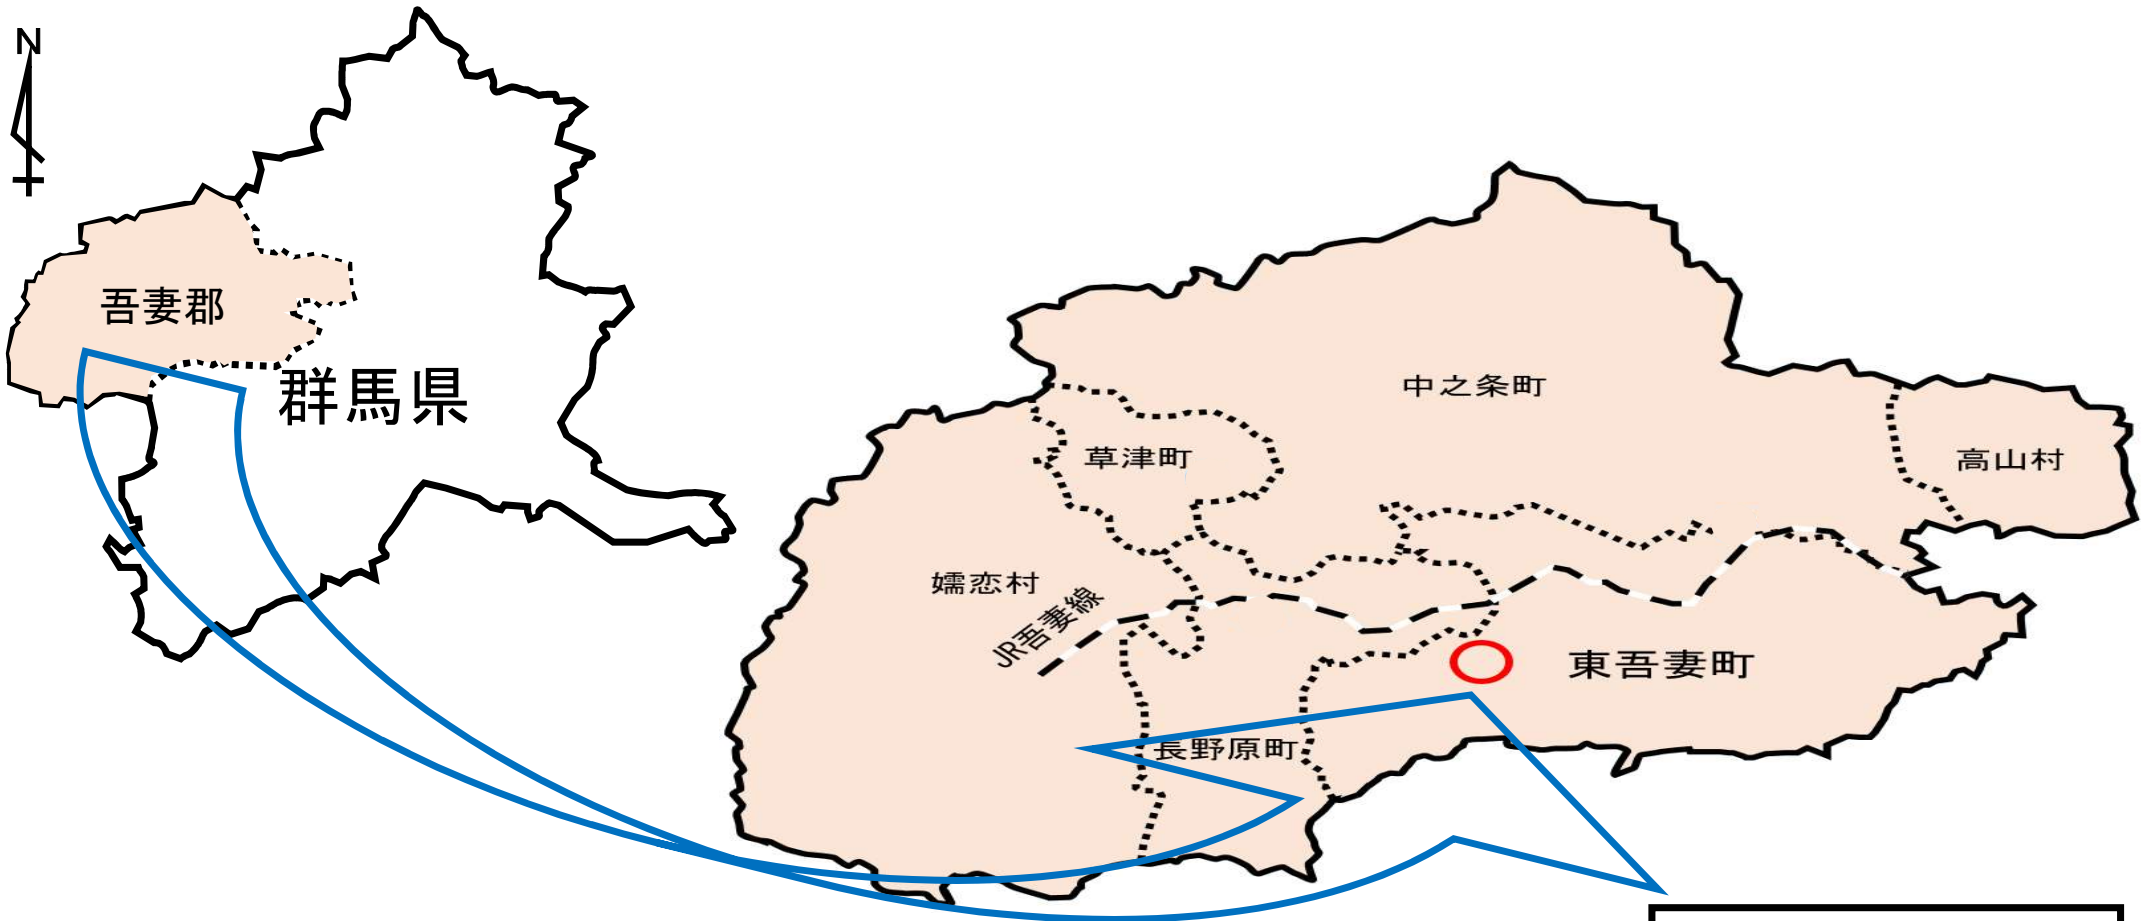 N
吾妻郡
群馬県
中之条町
草津町
高山村
嬬恋村
JR吾妻線
東吾妻町
長野原町